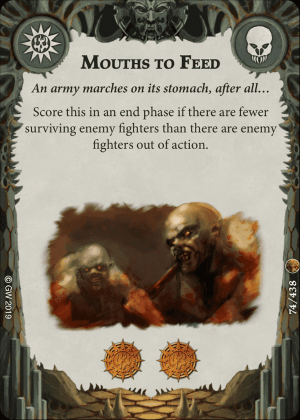 Mouths to Feed
An army marches on its stomach, after all…
Score this in an end phase if there are fewer
surviving enemy fighters than there are enemy
fighters out of action.
© GW 2019
74/438